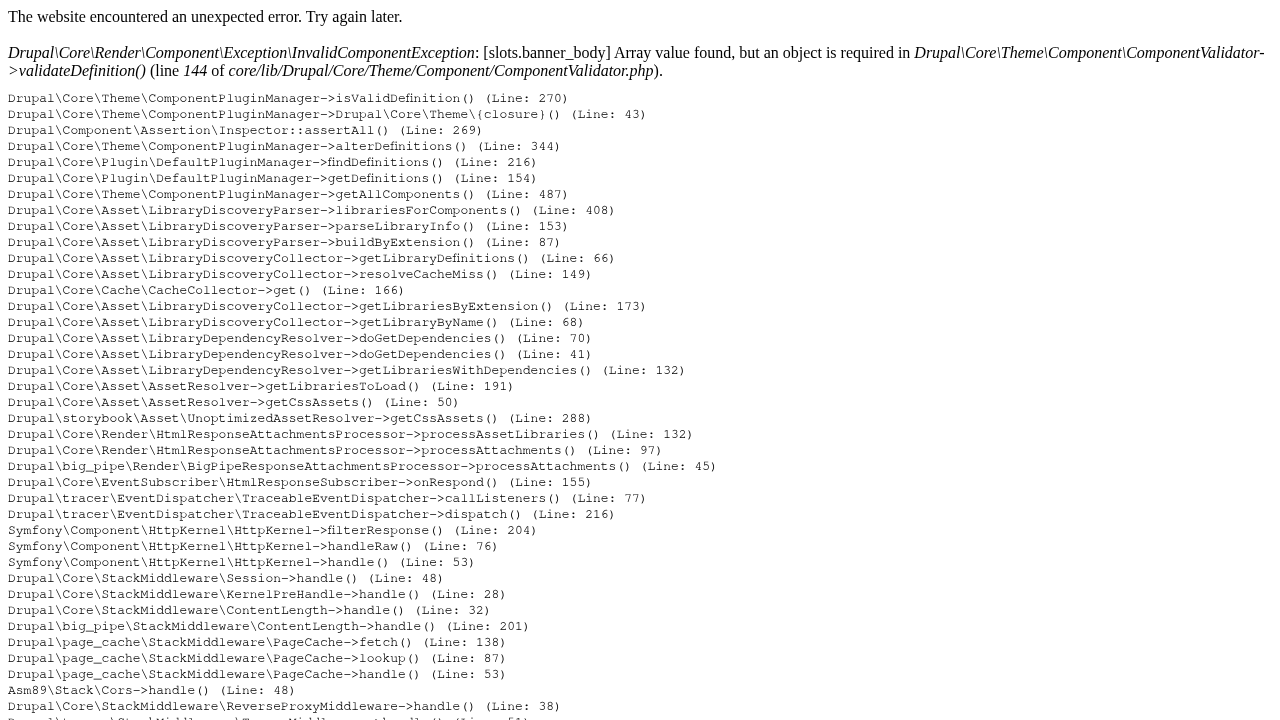 The website encountered an unexpected error. Try again later.
Drupal\Core\Render\Component\Exception\InvalidComponentException: [slots.banner_body] Array value found, but an object is required in Drupal\Core\Theme\Component\ComponentValidator-
>validateDefinition() (line 144 of core/lib/Drupal/Core/Theme/Component/ComponentValidator.php).
Drupal\Core\Theme\ComponentPluginManager->isValidDefinition() (Line: 270)
Drupal\Core\Theme\ComponentPluginManager->Drupal\Core\Theme\{closure}() (Line: 43)
Drupal\Component\Assertion\Inspector::assertAll() (Line: 269)
Drupal\Core\Theme\ComponentPluginManager->alterDefinitions() (Line: 344)
Drupal\Core\Plugin\DefaultPluginManager->findDefinitions() (Line: 216)
Drupal\Core\Plugin\DefaultPluginManager->getDefinitions() (Line: 154)
Drupal\Core\Theme\ComponentPluginManager->getAllComponents() (Line: 487)
Drupal\Core\Asset\LibraryDiscoveryParser->librariesForComponents() (Line: 408)
Drupal\Core\Asset\LibraryDiscoveryParser->parseLibraryInfo() (Line: 153)
Drupal\Core\Asset\LibraryDiscoveryParser->buildByExtension() (Line: 87)
Drupal\Core\Asset\LibraryDiscoveryCollector->getLibraryDefinitions() (Line: 66)
Drupal\Core\Asset\LibraryDiscoveryCollector->resolveCacheMiss() (Line: 149)
Drupal\Core\Cache\CacheCollector->get() (Line: 166)
Drupal\Core\Asset\LibraryDiscoveryCollector->getLibrariesByExtension() (Line: 173)
Drupal\Core\Asset\LibraryDiscoveryCollector->getLibraryByName() (Line: 68)
Drupal\Core\Asset\LibraryDependencyResolver->doGetDependencies() (Line: 70)
Drupal\Core\Asset\LibraryDependencyResolver->doGetDependencies() (Line: 41)
Drupal\Core\Asset\LibraryDependencyResolver->getLibrariesWithDependencies() (Line: 132)
Drupal\Core\Asset\AssetResolver->getLibrariesToLoad() (Line: 191)
Drupal\Core\Asset\AssetResolver->getCssAssets() (Line: 50)
Drupal\storybook\Asset\UnoptimizedAssetResolver->getCssAssets() (Line: 288)
Drupal\Core\Render\HtmlResponseAttachmentsProcessor->processAssetLibraries() (Line: 132)
Drupal\Core\Render\HtmlResponseAttachmentsProcessor->processAttachments() (Line: 97)
Drupal\big_pipe\Render\BigPipeResponseAttachmentsProcessor->processAttachments() (Line: 45)
Drupal\Core\EventSubscriber\HtmlResponseSubscriber->onRespond() (Line: 155)
Drupal\tracer\EventDispatcher\TraceableEventDispatcher->callListeners() (Line: 77)
Drupal\tracer\EventDispatcher\TraceableEventDispatcher->dispatch() (Line: 216)
Symfony\Component\HttpKernel\HttpKernel->filterResponse() (Line: 204)
Symfony\Component\HttpKernel\HttpKernel->handleRaw() (Line: 76)
Symfony\Component\HttpKernel\HttpKernel->handle() (Line: 53)
Drupal\Core\StackMiddleware\Session->handle() (Line: 48)
Drupal\Core\StackMiddleware\KernelPreHandle->handle() (Line: 28)
Drupal\Core\StackMiddleware\ContentLength->handle() (Line: 32)
Drupal\big_pipe\StackMiddleware\ContentLength->handle() (Line: 201)
Drupal\page_cache\StackMiddleware\PageCache->fetch() (Line: 138)
Drupal\page_cache\StackMiddleware\PageCache->lookup() (Line: 87)
Drupal\page_cache\StackMiddleware\PageCache->handle() (Line: 53)
Asm89\Stack\Cors->handle() (Line: 48)
Drupal\Core\StackMiddleware\ReverseProxyMiddleware->handle() (Line: 38)